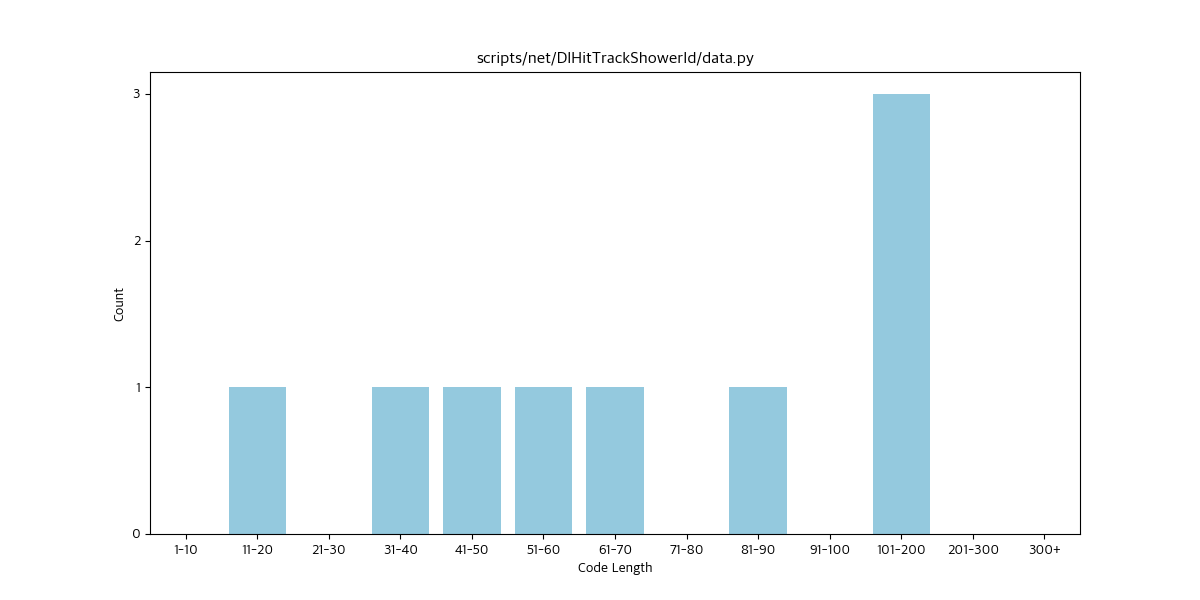 scripts/net/DlHitTrackShowerId/data.py
3
2
1
0
Count
1-10 11-20 21-30 31-40 41-50 51-60 61-70 71-80 81-90 91-100 101-200 201-300 300+
Code Length